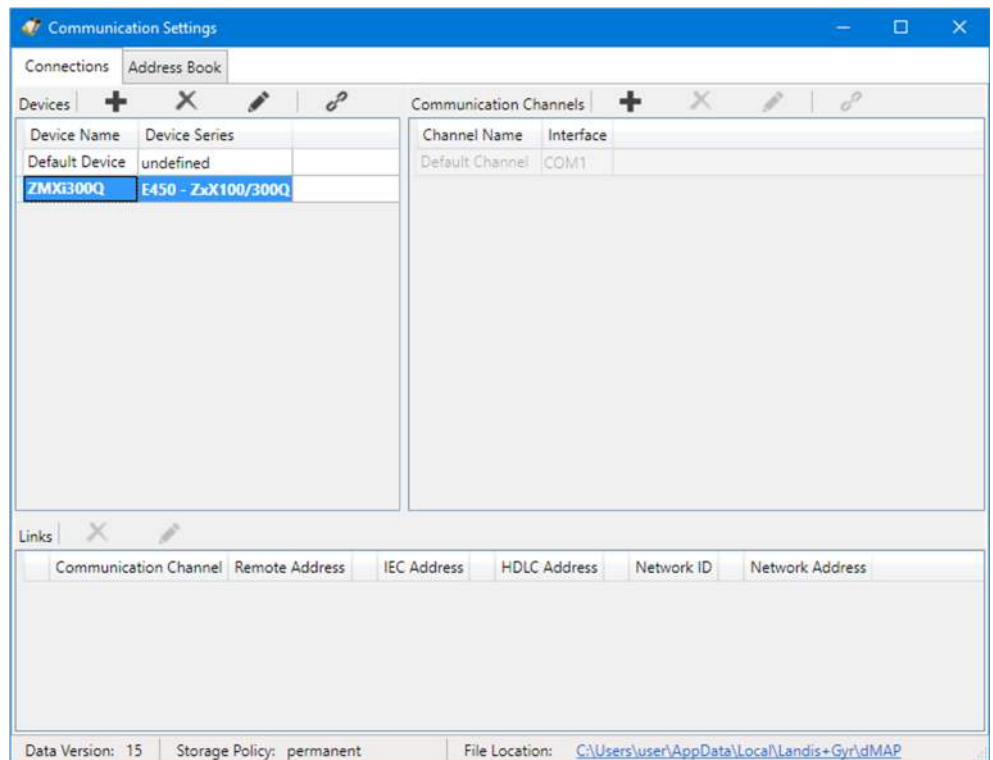 Communication Settings
Connections Address Book
Devices
Device Name Device Series
Default Device undefined
ZMXi300Q E450 - ZxX100/300Q
Communication Channels
Channel Name Interface
Default Channel COM1
Links
Communication Channel Remote Address IEC Address HDLC Address Network ID Network Address
Data Version: 15 Storage Policy: permanent File Location: C:\Users\user\AppData\Local\Landis+Gyr\dMAP